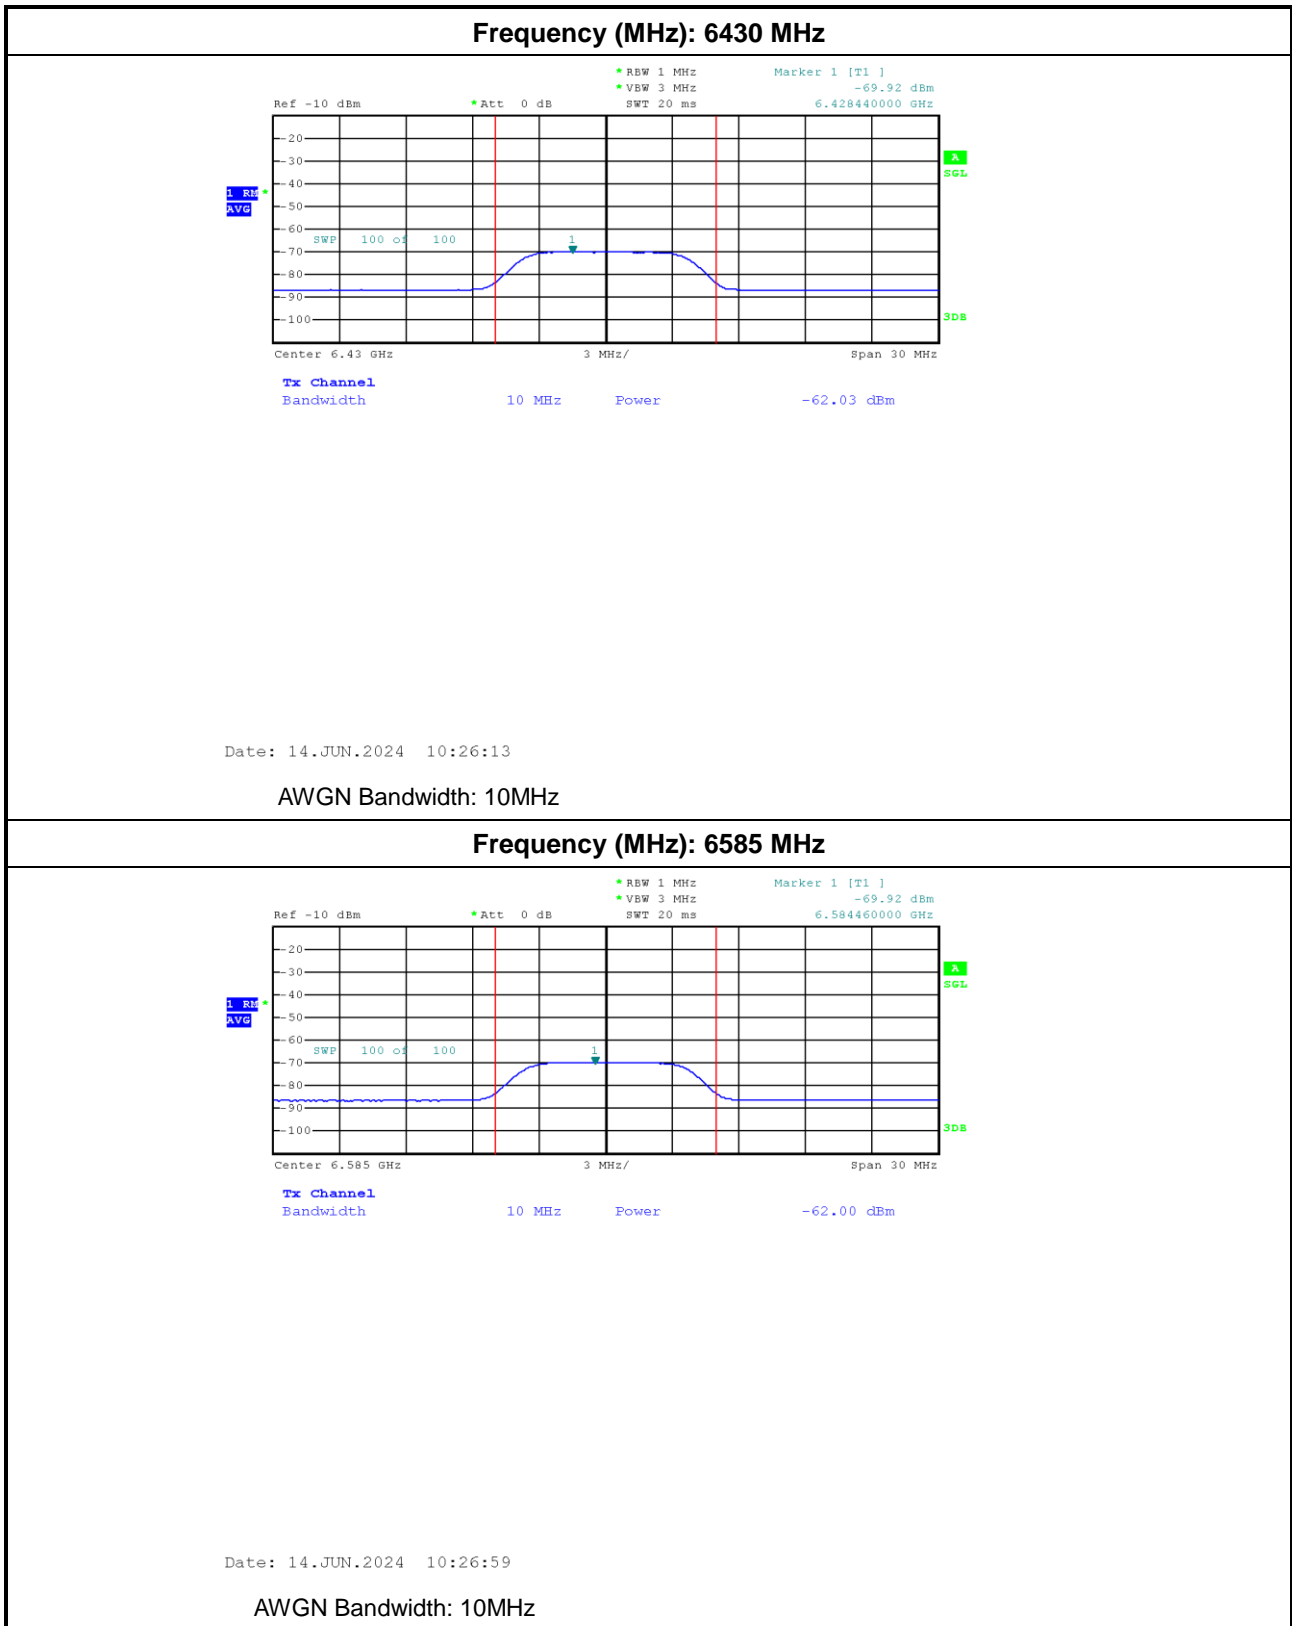 Frequency (MHz): 6430 MHz
*RBW 1 MHz Marker 1 [T1 ]
*VBW 3 MHz -69.92 dBm
Ref -10 dBm *Att 0 dB SWT 20 ms 6.428440000 GHz
-20
A
-30
SGL
-40
1 RM *
AVG
-50
-60
SWP 100 of 100 1
-70
-80
-90
-100
3DB
Center 6.43 GHz 3 MHz/ Span 30 MHz
Tx Channel
Bandwidth 10 MHz Power -62.03 dBm
Date: 14.JUN.2024 10:26:13
AWGN Bandwidth: 10MHz
Frequency (MHz): 6585 MHz
*RBW 1 MHz Marker 1 [T1 ]
*VBW 3 MHz -69.92 dBm
Ref -10 dBm *Att 0 dB SWT 20 ms 6.584460000 GHz
-20
A
-30
SGL
-40
1 RM *
AVG
-50
-60
SWP 100 of 100 1
-70
-80
-90
-100
3DB
Center 6.585 GHz 3 MHz/ Span 30 MHz
Tx Channel
Bandwidth 10 MHz Power -62.00 dBm
Date: 14.JUN.2024 10:26:59
AWGN Bandwidth: 10MHz